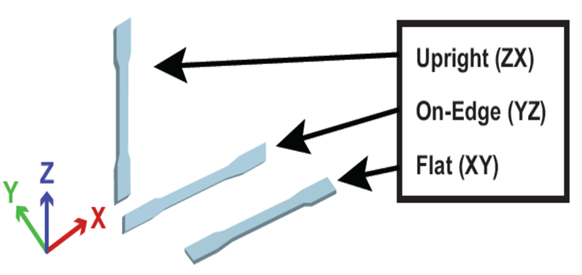 Upright (ZX)
On-Edge (YZ)
Flat (XY)
Z
Y
X